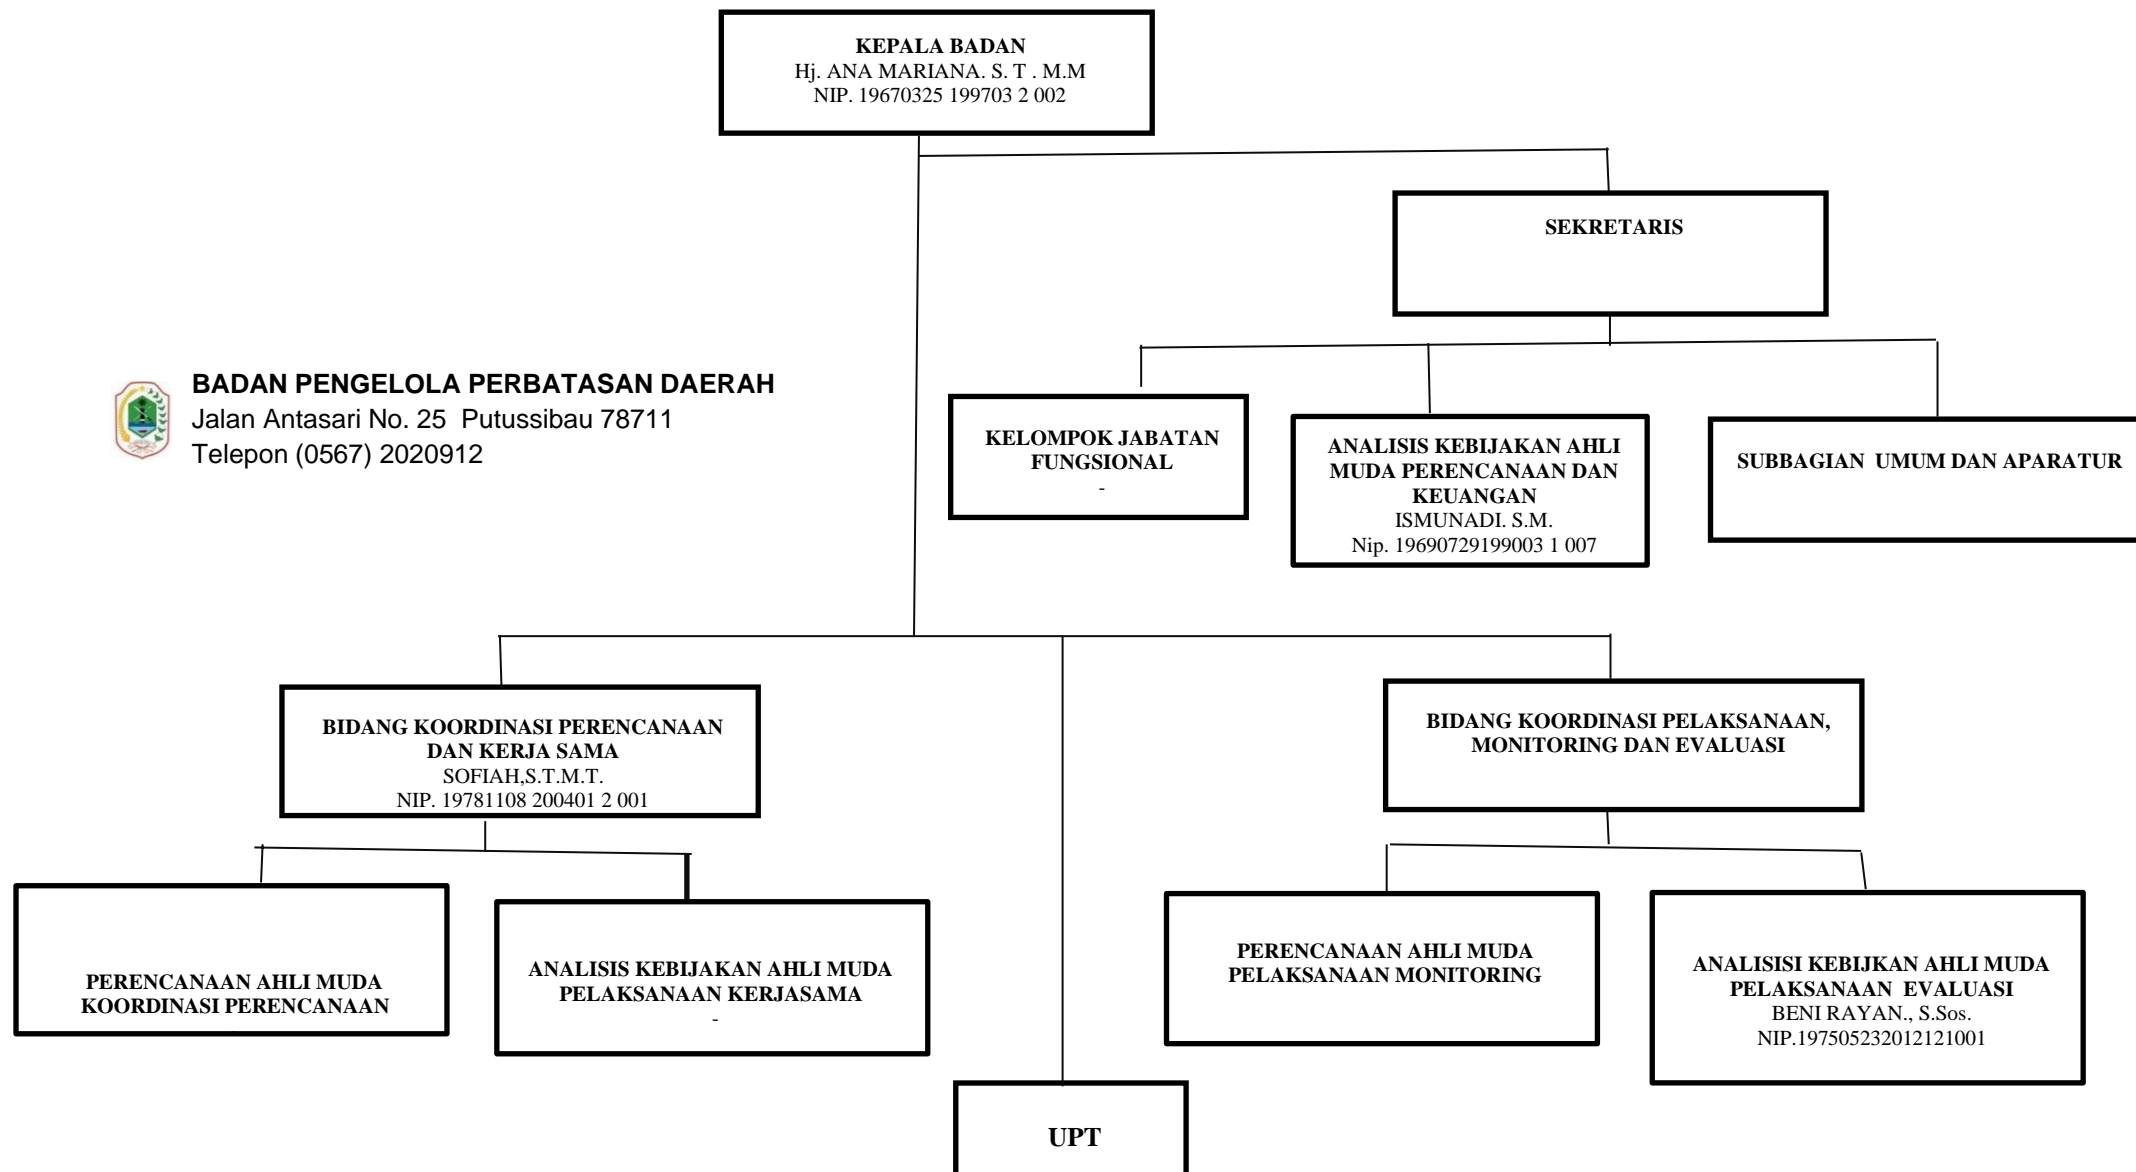 KEPALA BADAN
Hj. ANA MARIANA. S. T . M.M
NIP. 19670325 199703 2 002
SEKRETARIS
BADAN PENGELOLA PERBATASAN DAERAH
Jalan Antasari No. 25 Putussibau 78711
Telepon (0567) 2020912
KELOMPOK JABATAN
FUNGSIONAL
-
ANALISIS KEBIJAKAN AHLI
MUDA PERENCANAAN DAN
KEUANGAN
ISMUNADI. S.M.
Nip. 19690729199003 1 007
SUBBAGIAN UMUM DAN APARATUR
BIDANG KOORDINASI PERENCANAAN
DAN KERJA SAMA
SOFIAH,S.T.M.T.
NIP. 19781108 200401 2 001
BIDANG KOORDINASI PELAKSANAAN,
MONITORING DAN EVALUASI
PERENCANAAN AHLI MUDA
KOORDINASI PERENCANAAN
ANALISIS KEBIJAKAN AHLI MUDA
PELAKSANAAN KERJASAMA
-
PERENCANAAN AHLI MUDA
PELAKSANAAN MONITORING
ANALISISI KEBIJKAN AHLI MUDA
PELAKSANAAN EVALUASI
BENI RAYAN., S.Sos.
NIP.197505232012121001
UPT